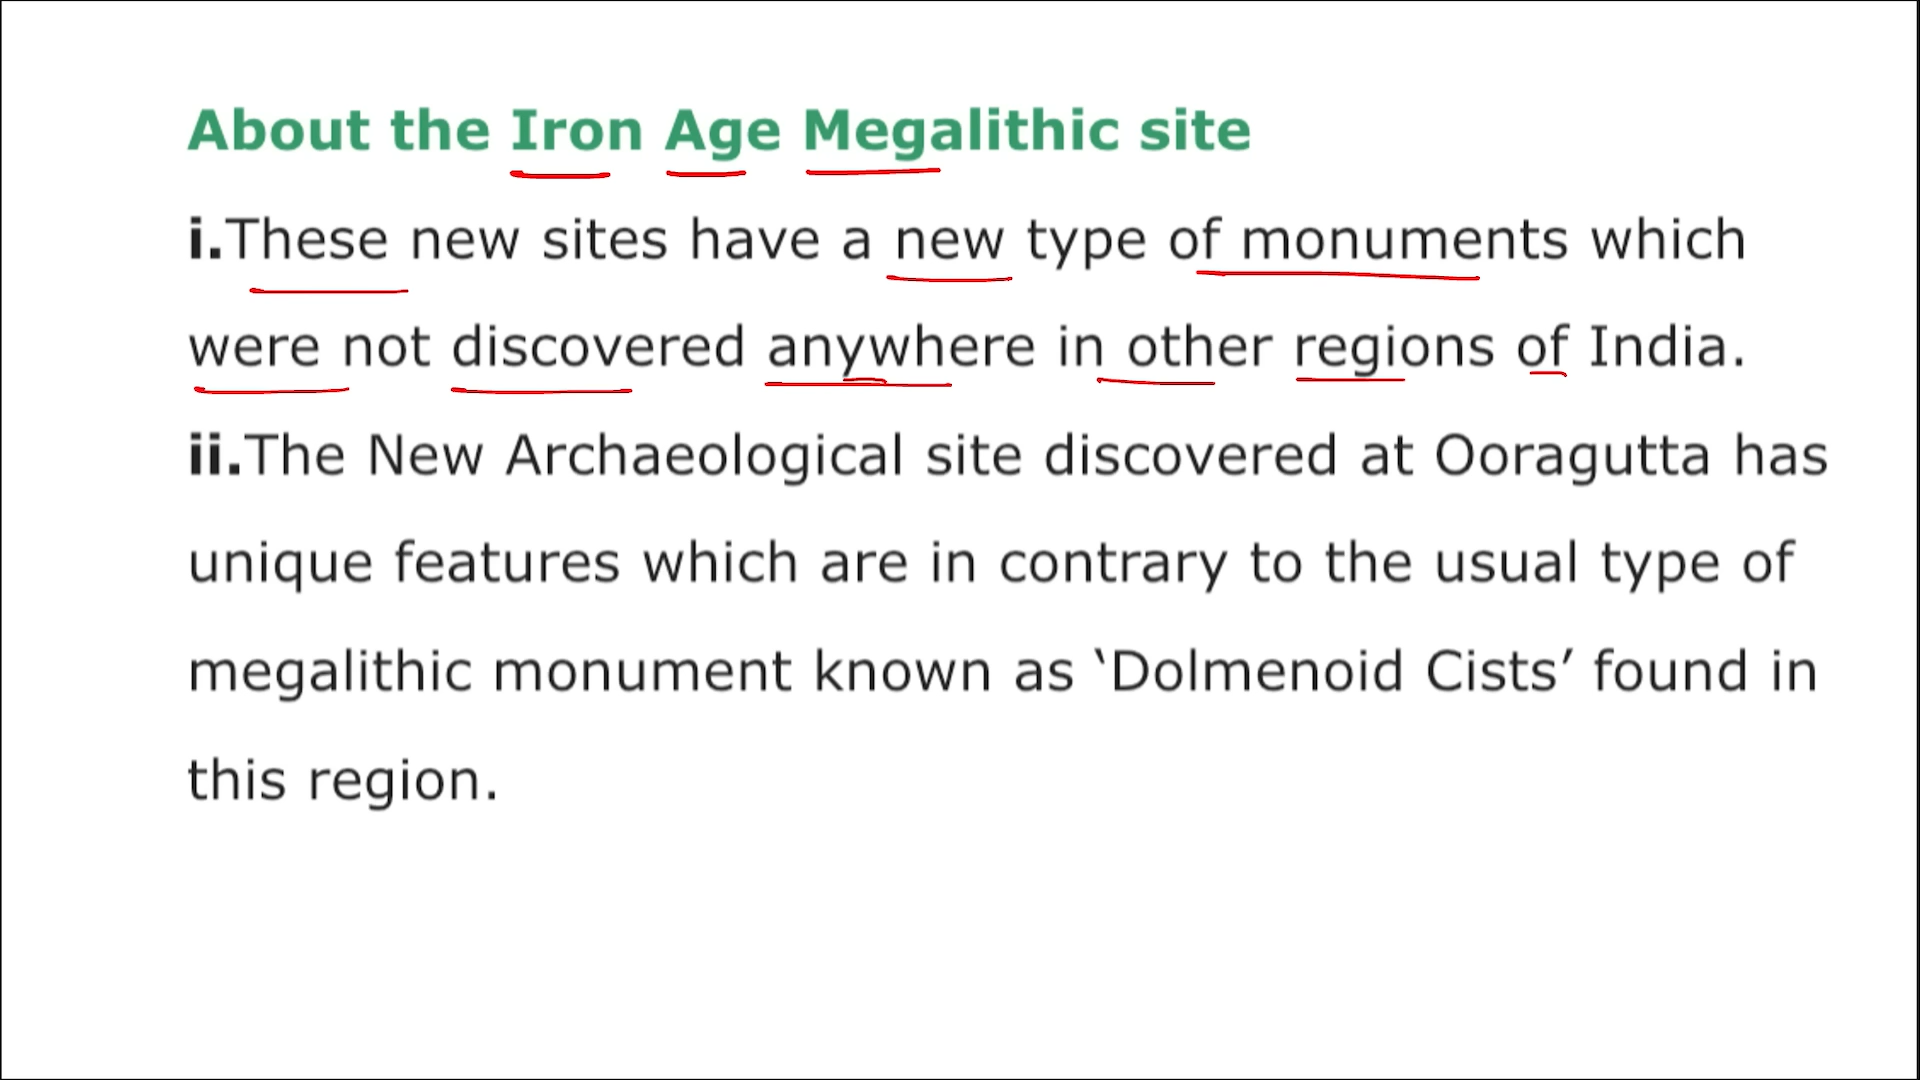 About the Iron Age Megalithic site
i.These new sites have a new type of monuments which
were not discovered anywhere in other regions of India.
ii.The New Archaeological site discovered at Ooragutta has
unique features which are in contrary to the usual type of
megalithic monument known as ‘Dolmenoid Cists’ found in
this region.